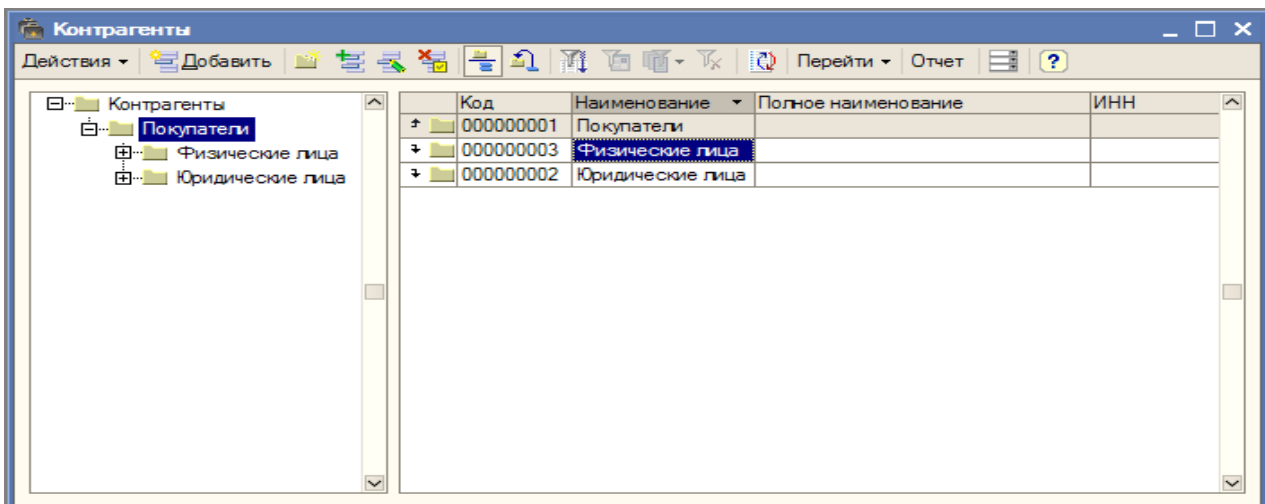 Контрагенты
Действия Добавить Перейти Отчет ?
Контрагенты
Покупатели
Физические лица
Юридические лица
Код Наименование Полное наименование ИНН
000000001 Покупатели
000000003 Физические лица
000000002 Юридические лица